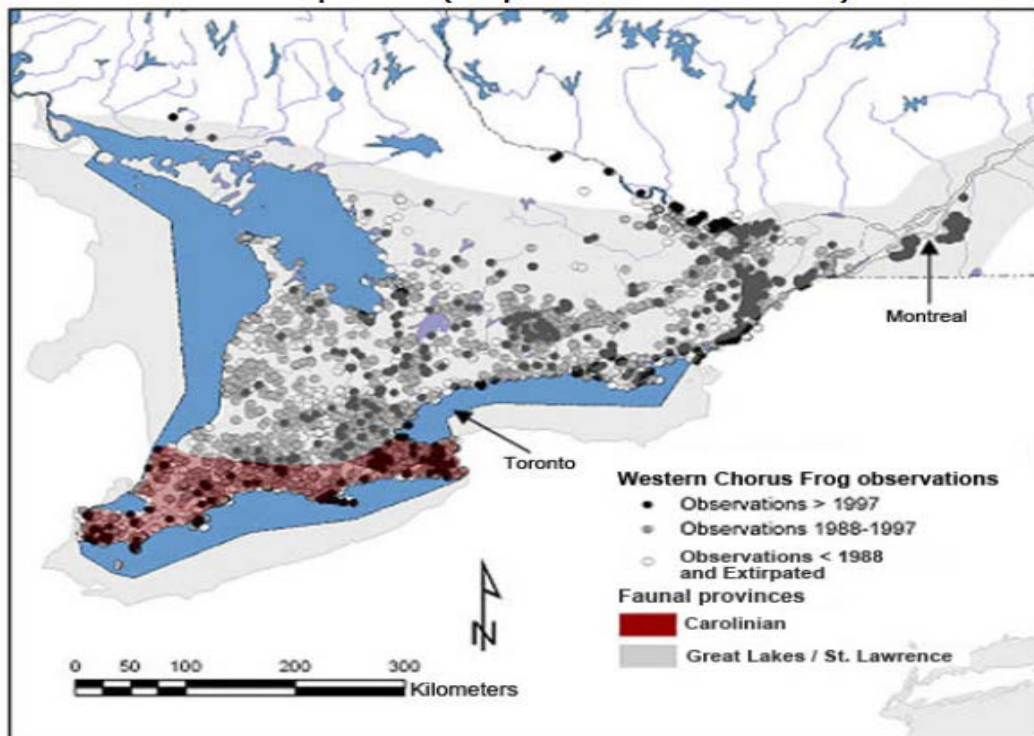 Montreal
Toronto
Western Chorus Frog observations
Observations > 1997
Observations 1988-1997
Observations < 1988
and Extirpated
Faunal provinces
Carolinian
Great Lakes / St. Lawrence
N
0 50 100 200 300
Kilometers